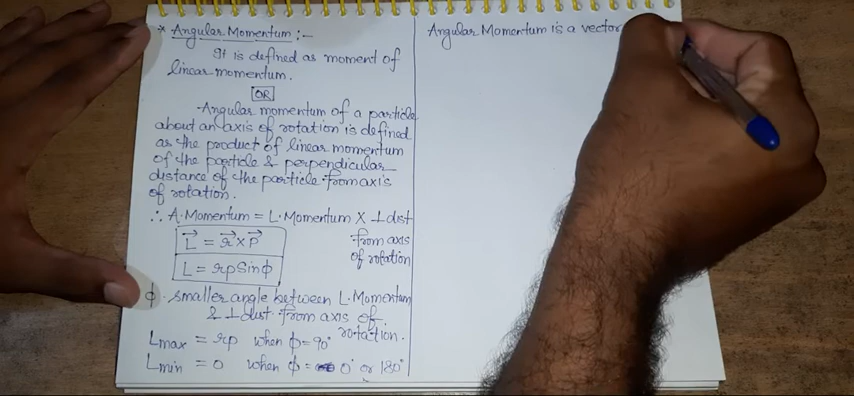 * Angular Momentum :-
It is defined as moment of
linear momentum.
OR
Angular momentum of a particle
about an axis of rotation is defined
as the product of linear momentum
of the particle & perpendicular
distance of the particle from axis
of rotation.
∴ A.Momentum = L.Momentum X ⊥dist
from axis
of rotation
L⃗ = r⃗ x P⃗
L = rp Sinϕ
ϕ. smaller angle between L.Momentum
& ⊥dist from axis of
rotation.
Lmax = rp when ϕ = 90°
Lmin = 0 when ϕ = 0° or 180°
Angular Momentum is a vector